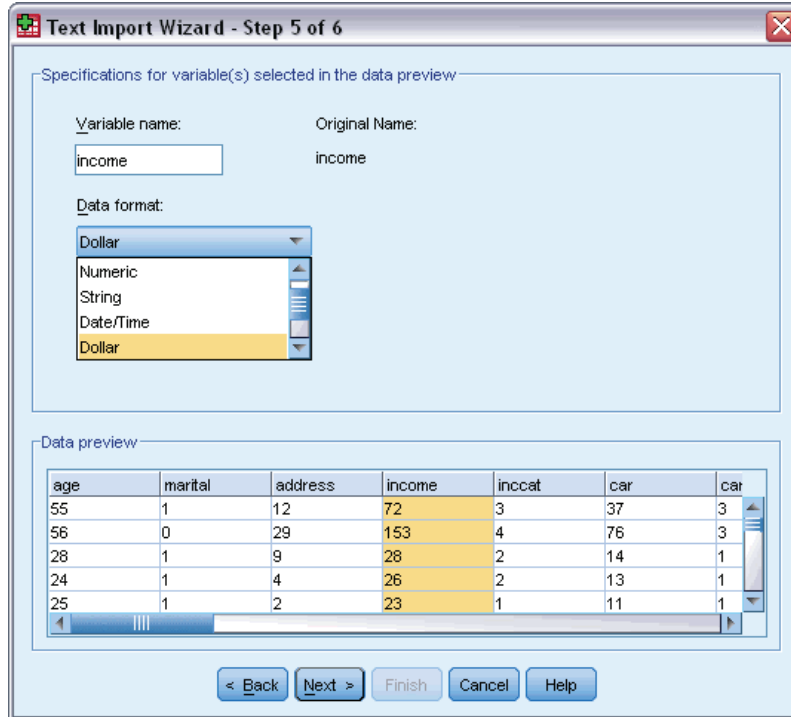 Text Import Wizard - Step 5 of 6
Specifications for variable(s) selected in the data preview
Variable name: Original Name:
income income
Data format:
Dollar
Numeric
String
Date/Time
Dollar
Data preview
age marital address income inccat car car
55 1 12 72 3 37 3
56 0 29 153 4 76 3
28 1 9 28 2 14 1
24 1 4 26 2 13 1
25 1 2 23 1 11 1
< Back Next > Finish Cancel Help